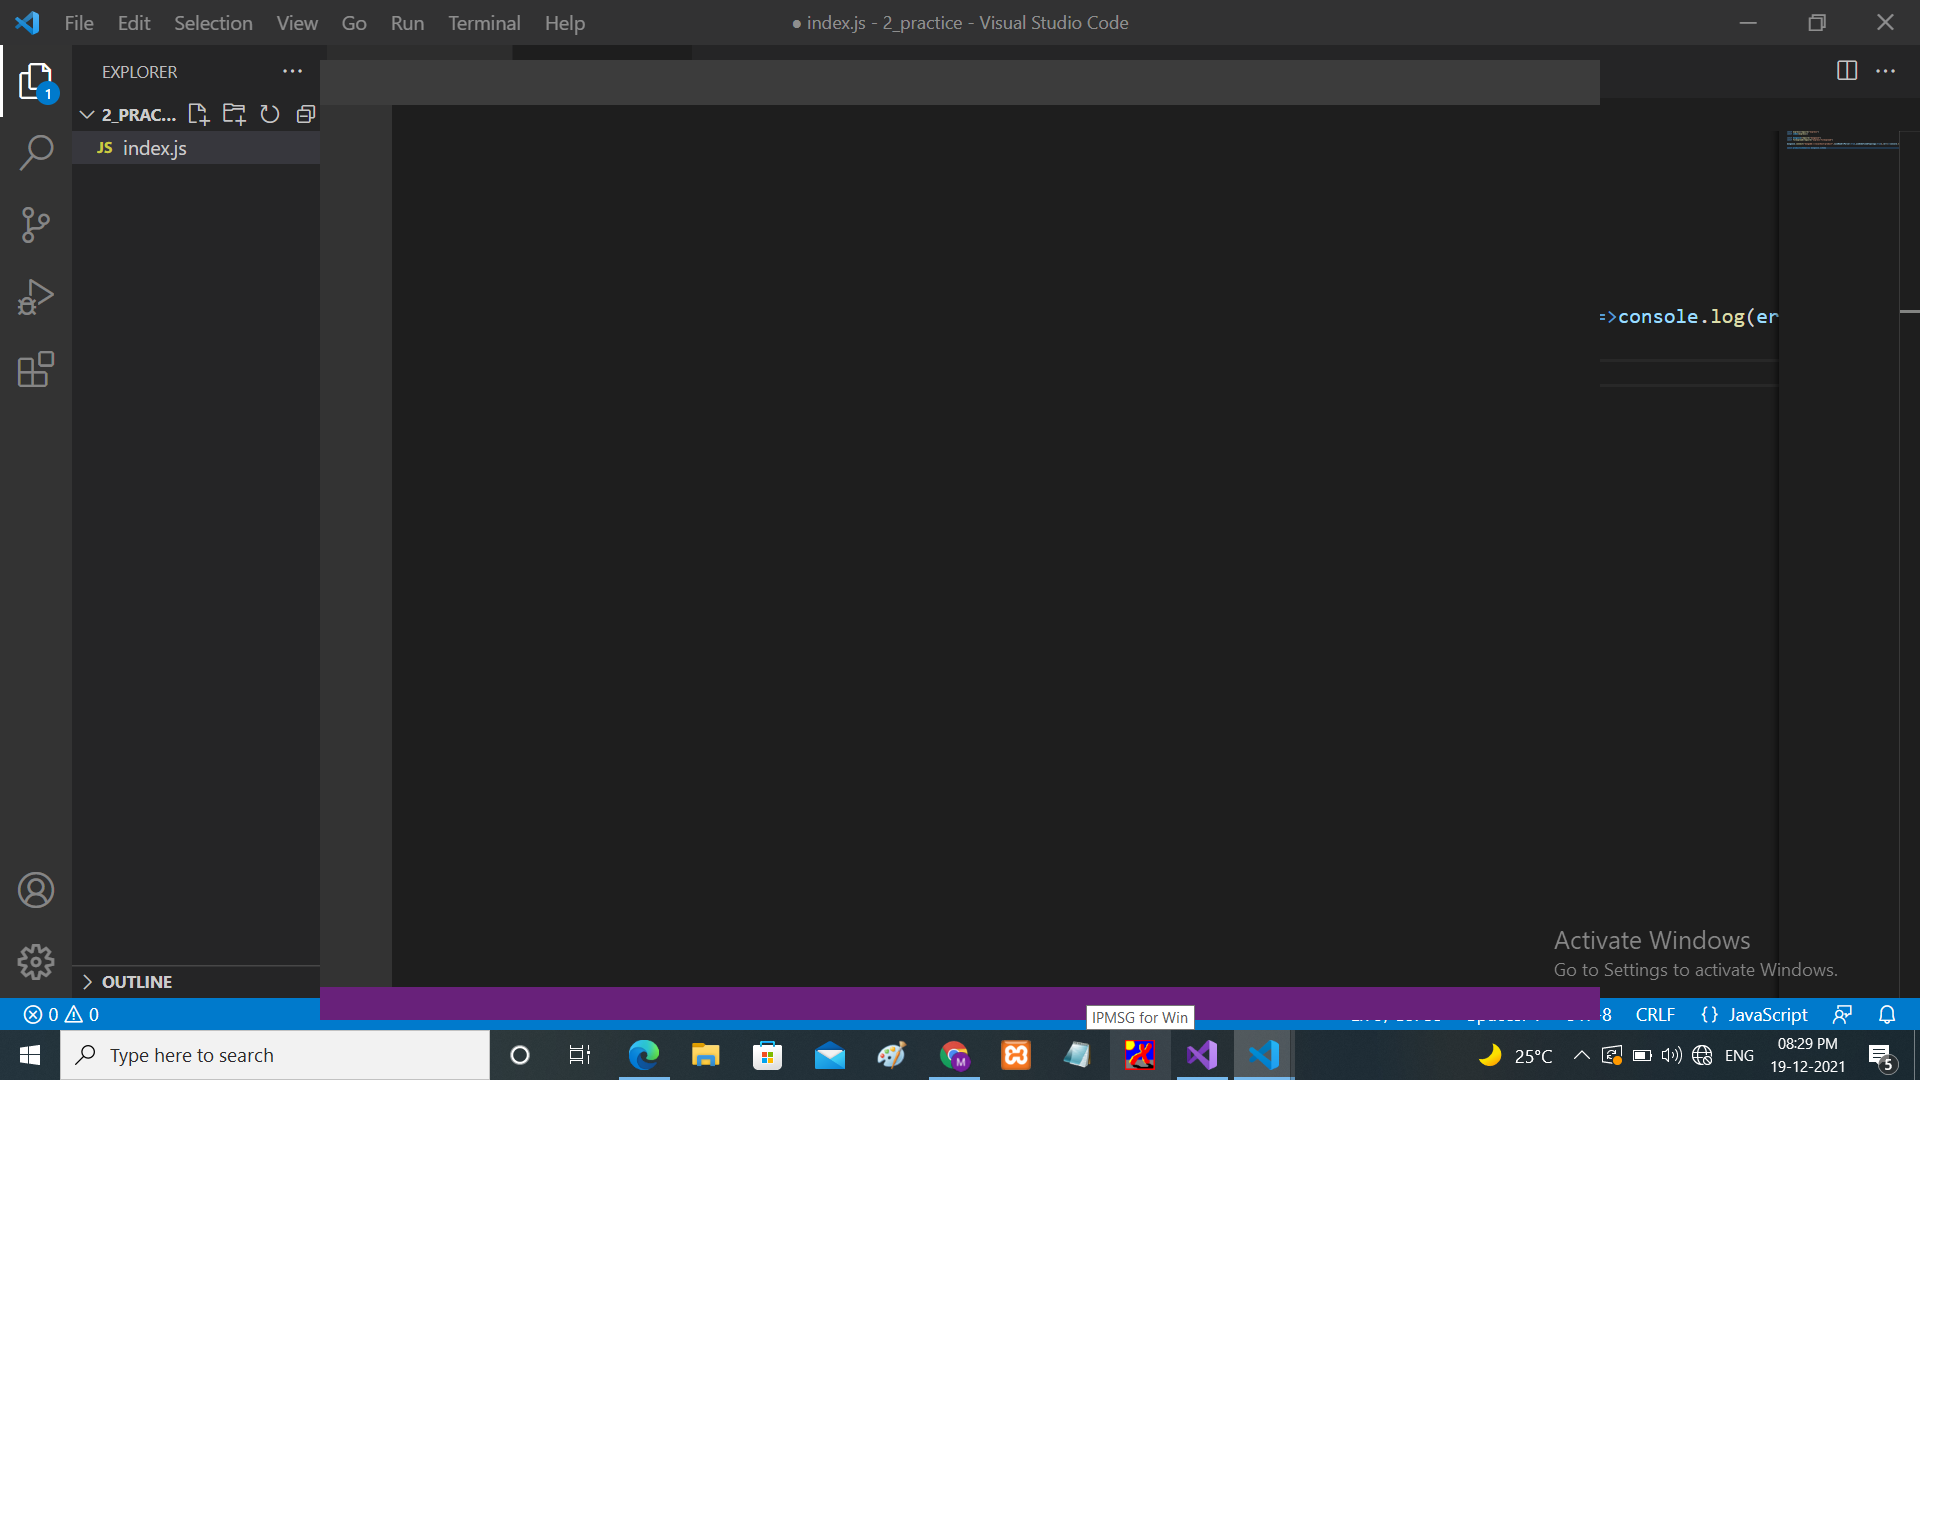 File Edit Selection View Go Run Terminal Help
● index.js - 2_practice - Visual Studio Code
EXPLORER
1
2_PRAC...
JS index.js
=>console.log(er
Activate Windows
Go to Settings to activate Windows.
OUTLINE
0 0
IPMSG for Win
-8 CRLF {} JavaScript
Type here to search
M
25°C
ENG
08:29 PM
19-12-2021
5